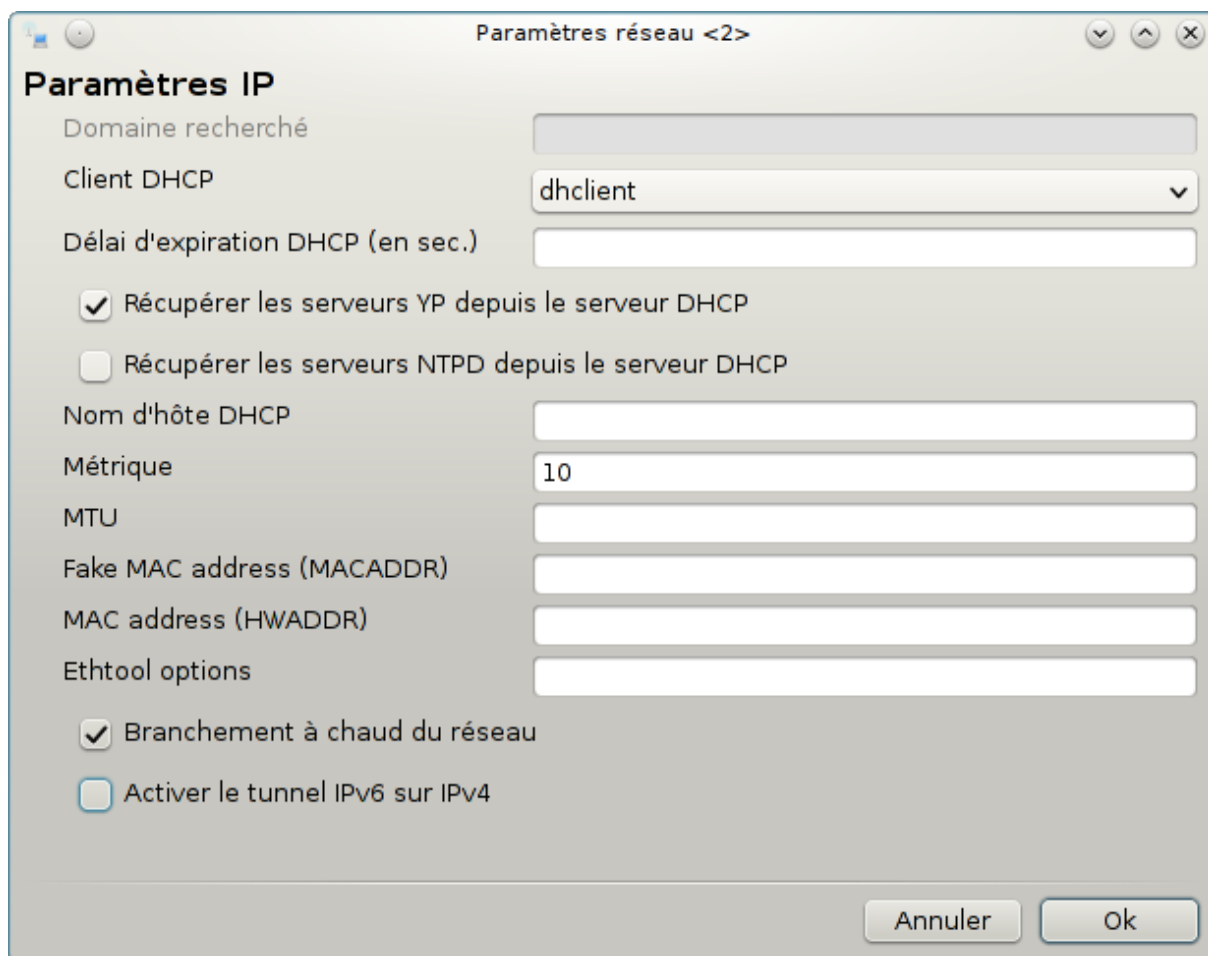 Paramètres réseau <2>
Paramètres IP
Domaine recherché
Client DHCP
dhclient
Délai d'expiration DHCP (en sec.)
Récupérer les serveurs YP depuis le serveur DHCP
Récupérer les serveurs NTPD depuis le serveur DHCP
Nom d'hôte DHCP
Métrique
10
MTU
Fake MAC address (MACADDR)
MAC address (HWADDR)
Ethtool options
Branchement à chaud du réseau
Activer le tunnel IPv6 sur IPv4
Annuler
Ok